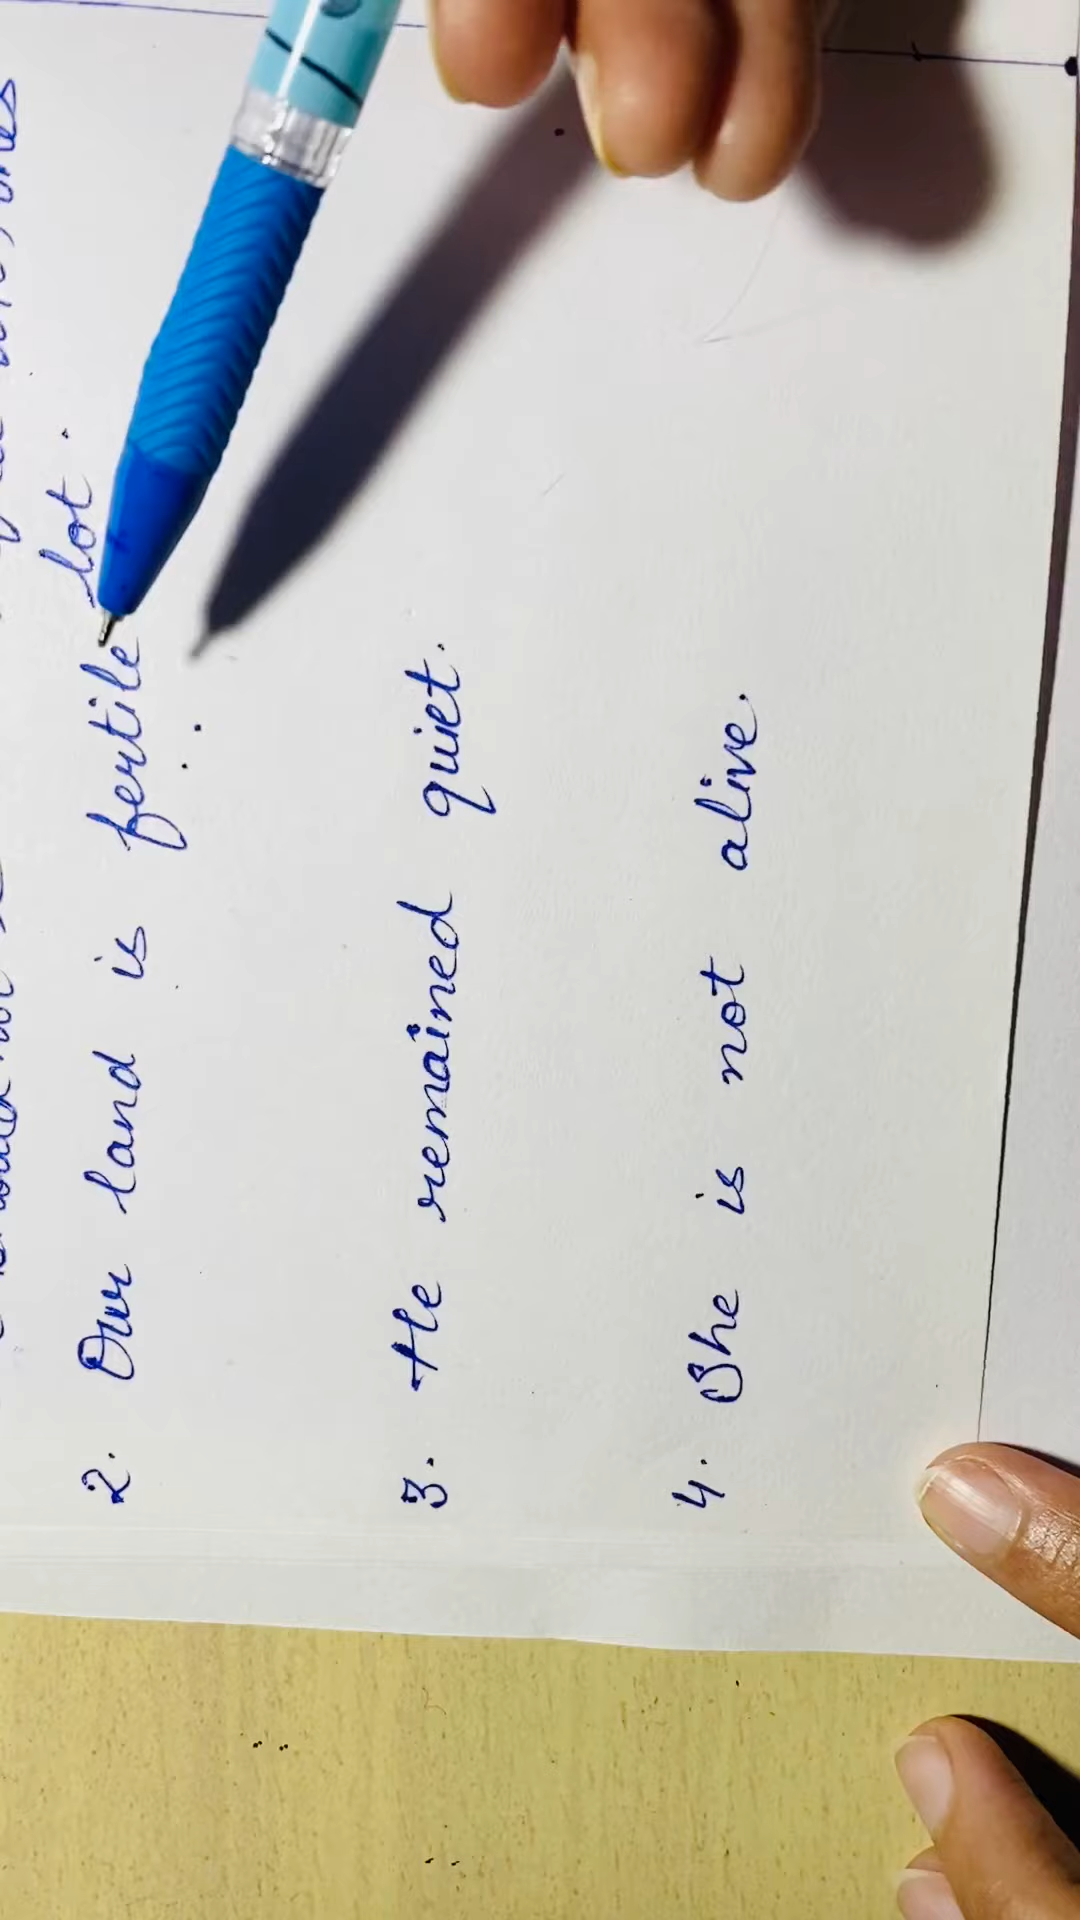 lot.
2. Our land is fertile
3. He remained quiet.
4. She is not alive.